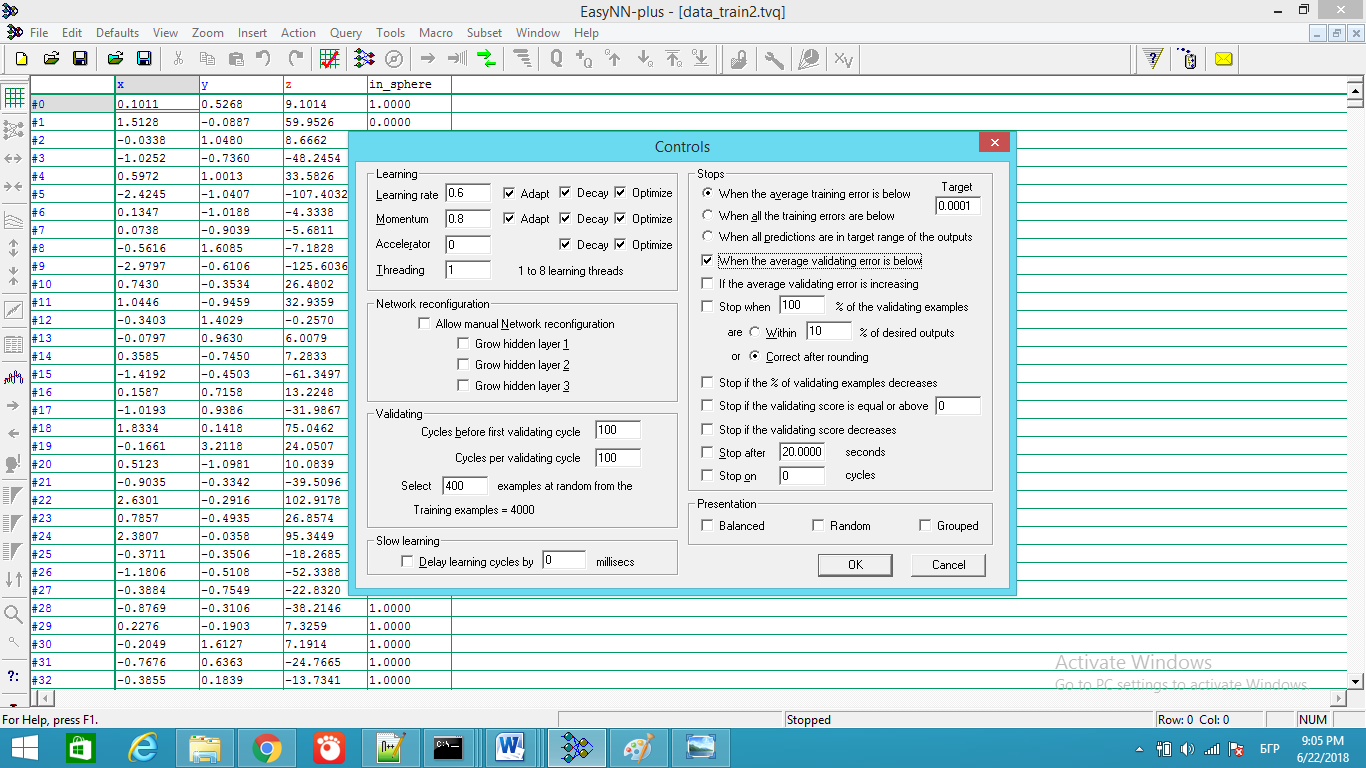 EasyNN-plus - [data_train2.tvq]
File Edit Defaults View Zoom Insert Action Query Tools Macro Subset Window Help
x y z in_sphere
#0 0.1011 0.5268 9.1014 1.0000
#1 1.5128 -0.0887 59.9526 0.0000
#2 -0.0338 1.0480 8.6662
#3 -1.0252 -0.7360 -48.2454
#4 0.5972 1.0013 33.5826
#5 -2.4245 -1.0407 -107.4032
#6 0.1347 -1.0188 -4.3338
#7 0.0738 -0.9039 -5.6811
#8 -0.5616 1.6085 -7.1828
#9 -2.9797 -0.6106 -125.6036
#10 0.7430 -0.3534 26.4802
#11 1.0446 -0.9459 32.9359
#12 -0.3403 1.4029 -0.2570
#13 -0.0797 0.9630 6.0079
#14 0.3585 -0.7450 7.2833
#15 -1.4192 -0.4503 -61.3497
#16 0.1587 0.7158 13.2248
#17 -1.0193 0.9386 -31.9867
#18 1.8334 0.1418 75.0462
#19 -0.1661 3.2118 24.0507
#20 0.5123 -1.0981 10.0839
#21 -0.9035 -0.3342 -39.5096
#22 2.6301 -0.2916 102.9178
#23 0.7857 -0.4935 26.8574
#24 2.3807 -0.0358 95.3449
#25 -0.3711 -0.3506 -18.2685
#26 -1.1806 -0.5108 -52.3388
#27 -0.3884 -0.7549 -22.8320
#28 -0.8769 -0.3106 -38.2146 1.0000
#29 0.2276 -0.1903 7.3259 1.0000
#30 -0.2049 1.6127 7.1914 1.0000
#31 -0.7676 0.6363 -24.7665 1.0000
#32 -0.3855 0.1839 -13.7341 1.0000
Controls
Learning
Learning rate 0.6 Adapt Decay Optimize
Momentum 0.8 Adapt Decay Optimize
Accelerator 0 Decay Optimize
Threading 1 1 to 8 learning threads
Network reconfiguration
Allow manual Network reconfiguration
Grow hidden layer 1
Grow hidden layer 2
Grow hidden layer 3
Validating
Cycles before first validating cycle 100
Cycles per validating cycle 100
Select 400 examples at random from the
Training examples = 4000
Slow learning
Delay learning cycles by 0 millisecs
Stops
Target
When the average training error is below 0.0001
When all the training errors are below
When all predictions are in target range of the outputs
When the average validating error is below
If the average validating error is increasing
Stop when 100 % of the validating examples
are Within 10 % of desired outputs
or Correct after rounding
Stop if the % of validating examples decreases
Stop if the validating score is equal or above 0
Stop if the validating score decreases
Stop after 20.0000 seconds
Stop on 0 cycles
Presentation
Balanced Random Grouped
OK Cancel
Activate Windows
Go to PC settings to activate Windows.
For Help, press F1. Stopped Row: 0 Col: 0 NUM
БГР 9:05 PM
6/22/2018